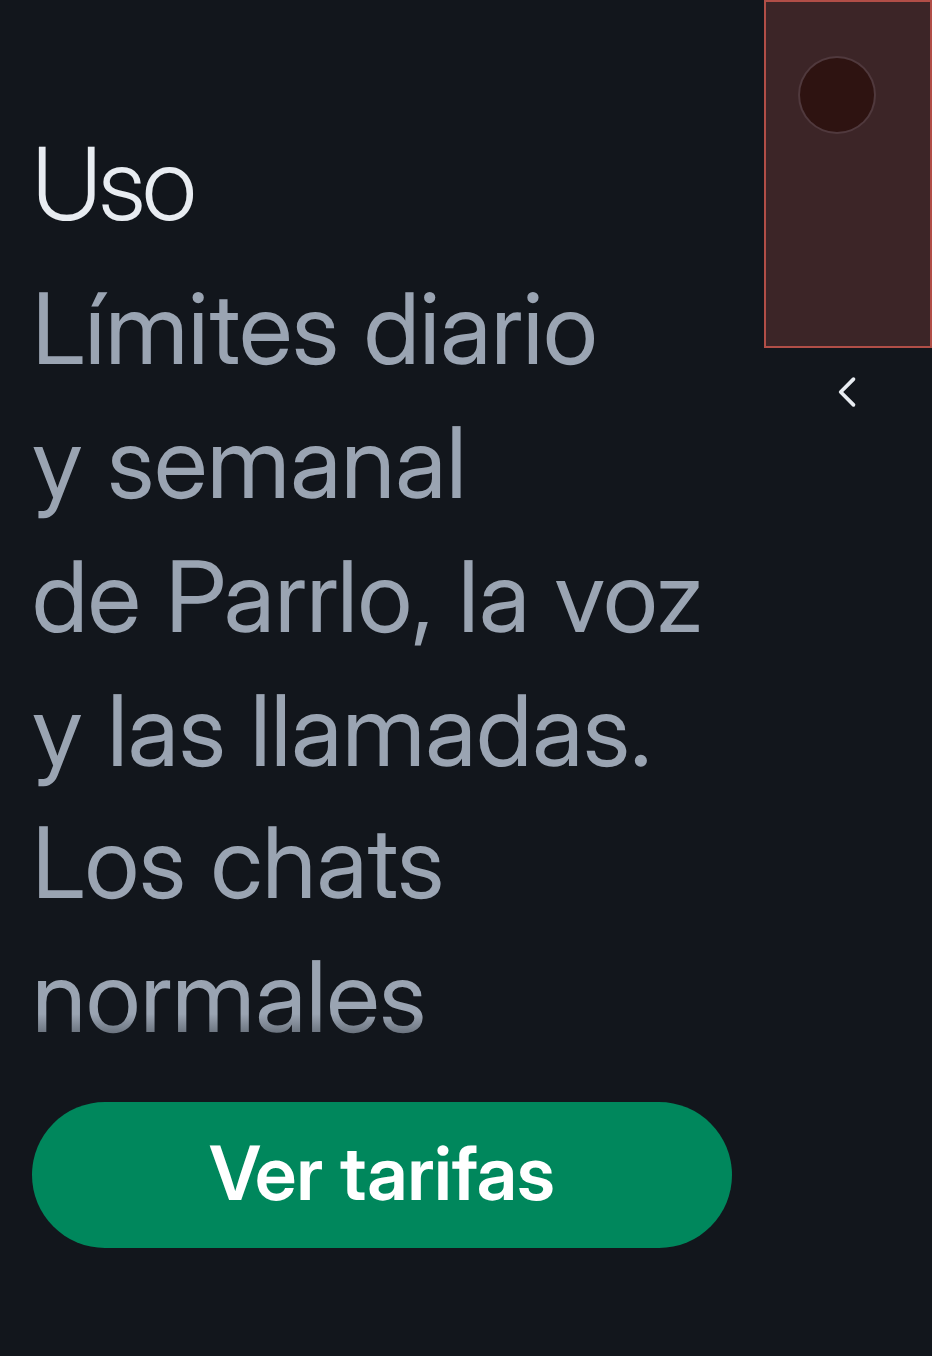 Uso
Límites diario
y semanal
de Parrlo, la voz
y las llamadas.
Los chats
normales
Ver tarifas